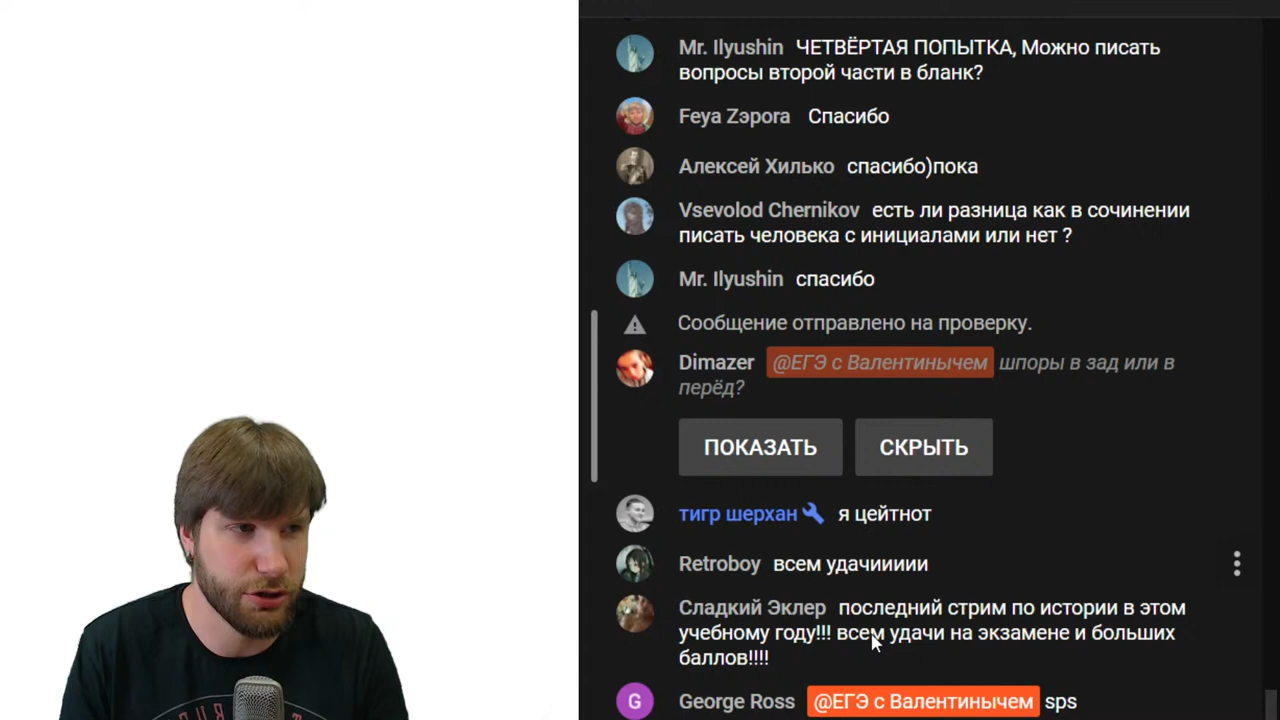 Mr. Ilyushin ЧЕТВЁРТАЯ ПОПЫТКА, Можно писать
вопросы второй части в бланк?
Feya Zэpora Спасибо
Алексей Хилько спасибо)пока
Vsevolod Chernikov есть ли разница как в сочинении
писать человека с инициалами или нет ?
Mr. Ilyushin спасибо
Сообщение отправлено на проверку.
Dimazer @ЕГЭ с Валентинычем шпоры в зад или в
перёд?
ПОКАЗАТЬ СКРЫТЬ
тигр шерхан я цейтнот
Retroboy всем удачиииии
Сладкий Эклер последний стрим по истории в этом
учебному году!!! всем удачи на экзамене и больших
баллов!!!!
G George Ross @ЕГЭ с Валентинычем sps